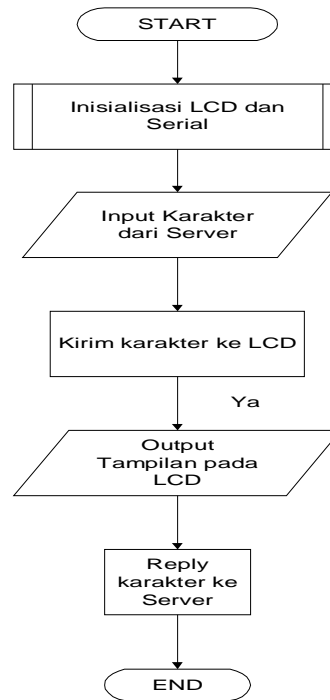 START
Inisialisasi LCD dan
Serial
Input Karakter
dari Server
Kirim karakter ke LCD
Ya
Output
Tampilan pada
LCD
Reply
karakter ke
Server
END